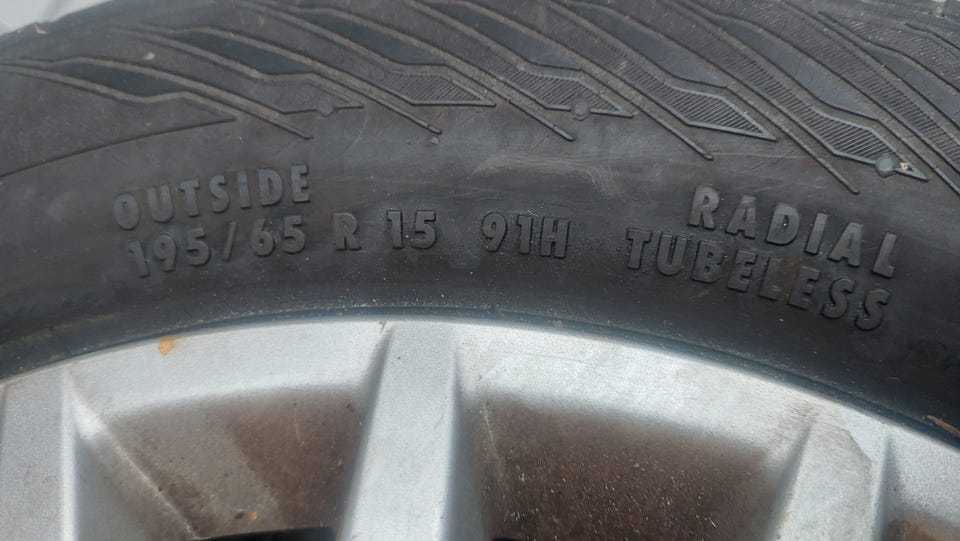 OUTSIDE
195/65 R 15 91H
RADIAL
TUBELESS